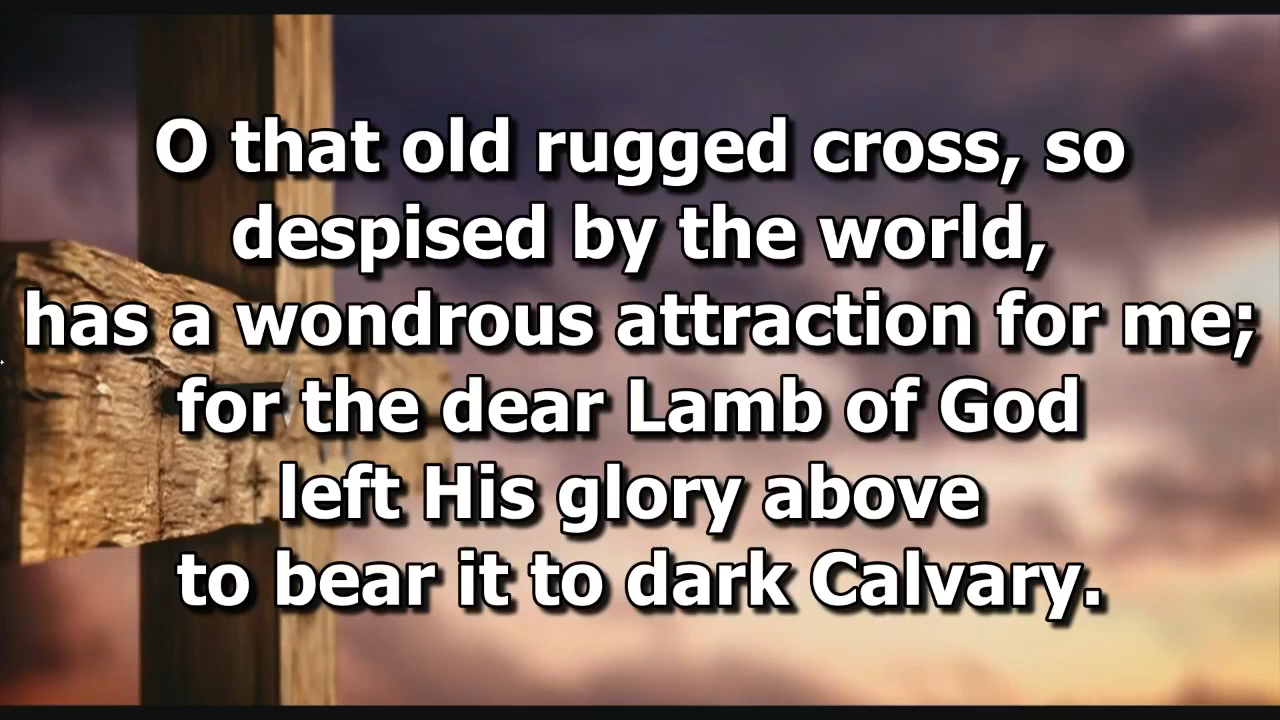 O that old rugged cross, so
despised by the world,
has a wondrous attraction for me;
for the dear Lamb of God
left His glory above
to bear it to dark Calvary.